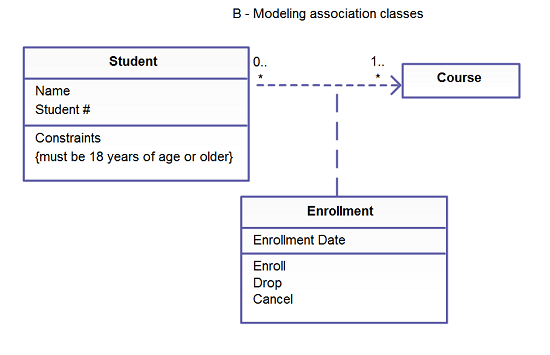 B - Modeling association classes
Student
0..
*
1..
*
Course
Name
Student #
Constraints
{must be 18 years of age or older}
Enrollment
Enrollment Date
Enroll
Drop
Cancel